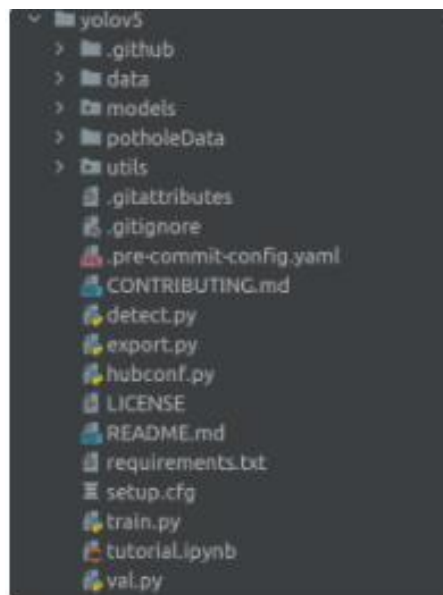 yolov5
.github
data
models
potholeData
utils
.gitattributes
.gitignore
.pre-commit-config.yaml
CONTRIBUTING.md
detect.py
export.py
hubconf.py
LICENSE
README.md
requirements.txt
setup.cfg
train.py
tutorial.ipynb
val.py